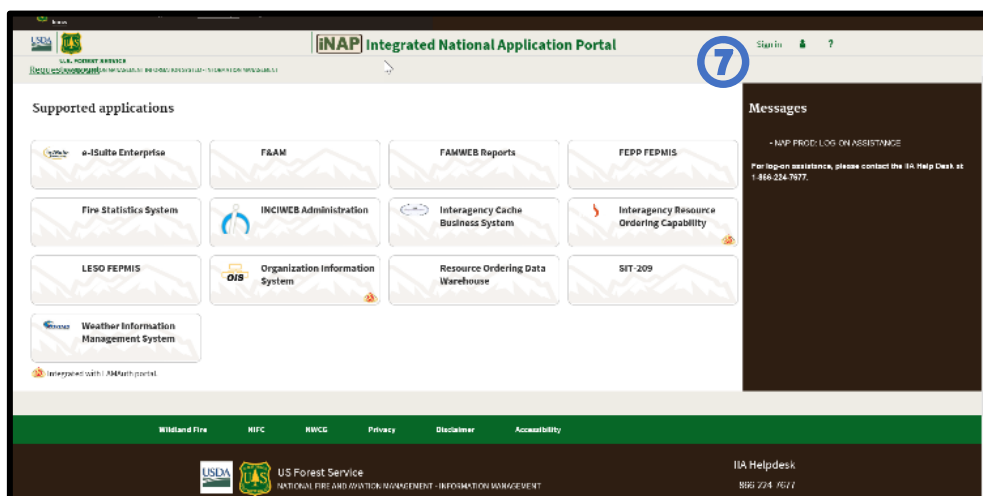 USDA
UAS
iNAP Integrated National Application Portal
7
Sign in
?
U.S. FOREST SERVICE
Supported applications
Messages
e-ISuite Enterprise
F&AM
FAMWEB Reports
FEPP FEPMIS
- NAP PROD: LOG ON ASSISTANCE
For log-on assistance, please contact the IIA Help Desk at
1-866-224-7677.
Fire Statistics System
INCIWEB Administration
Interagency Cache
Business System
Interagency Resource
Ordering Capability
LESO FEPMIS
OIS
Organization Information
System
Resource Ordering Data
Warehouse
SIT-209
Weather Information
Management System
Integrated with FAMAuth portal.
Wildland Fire
NIFC
NWCG
Privacy
Disclaimer
Accessibility
USDA
UAS
US Forest Service
NATIONAL FIRE AND AVIATION MANAGEMENT - INFORMATION MANAGEMENT
IIA Helpdesk
866 224 7677